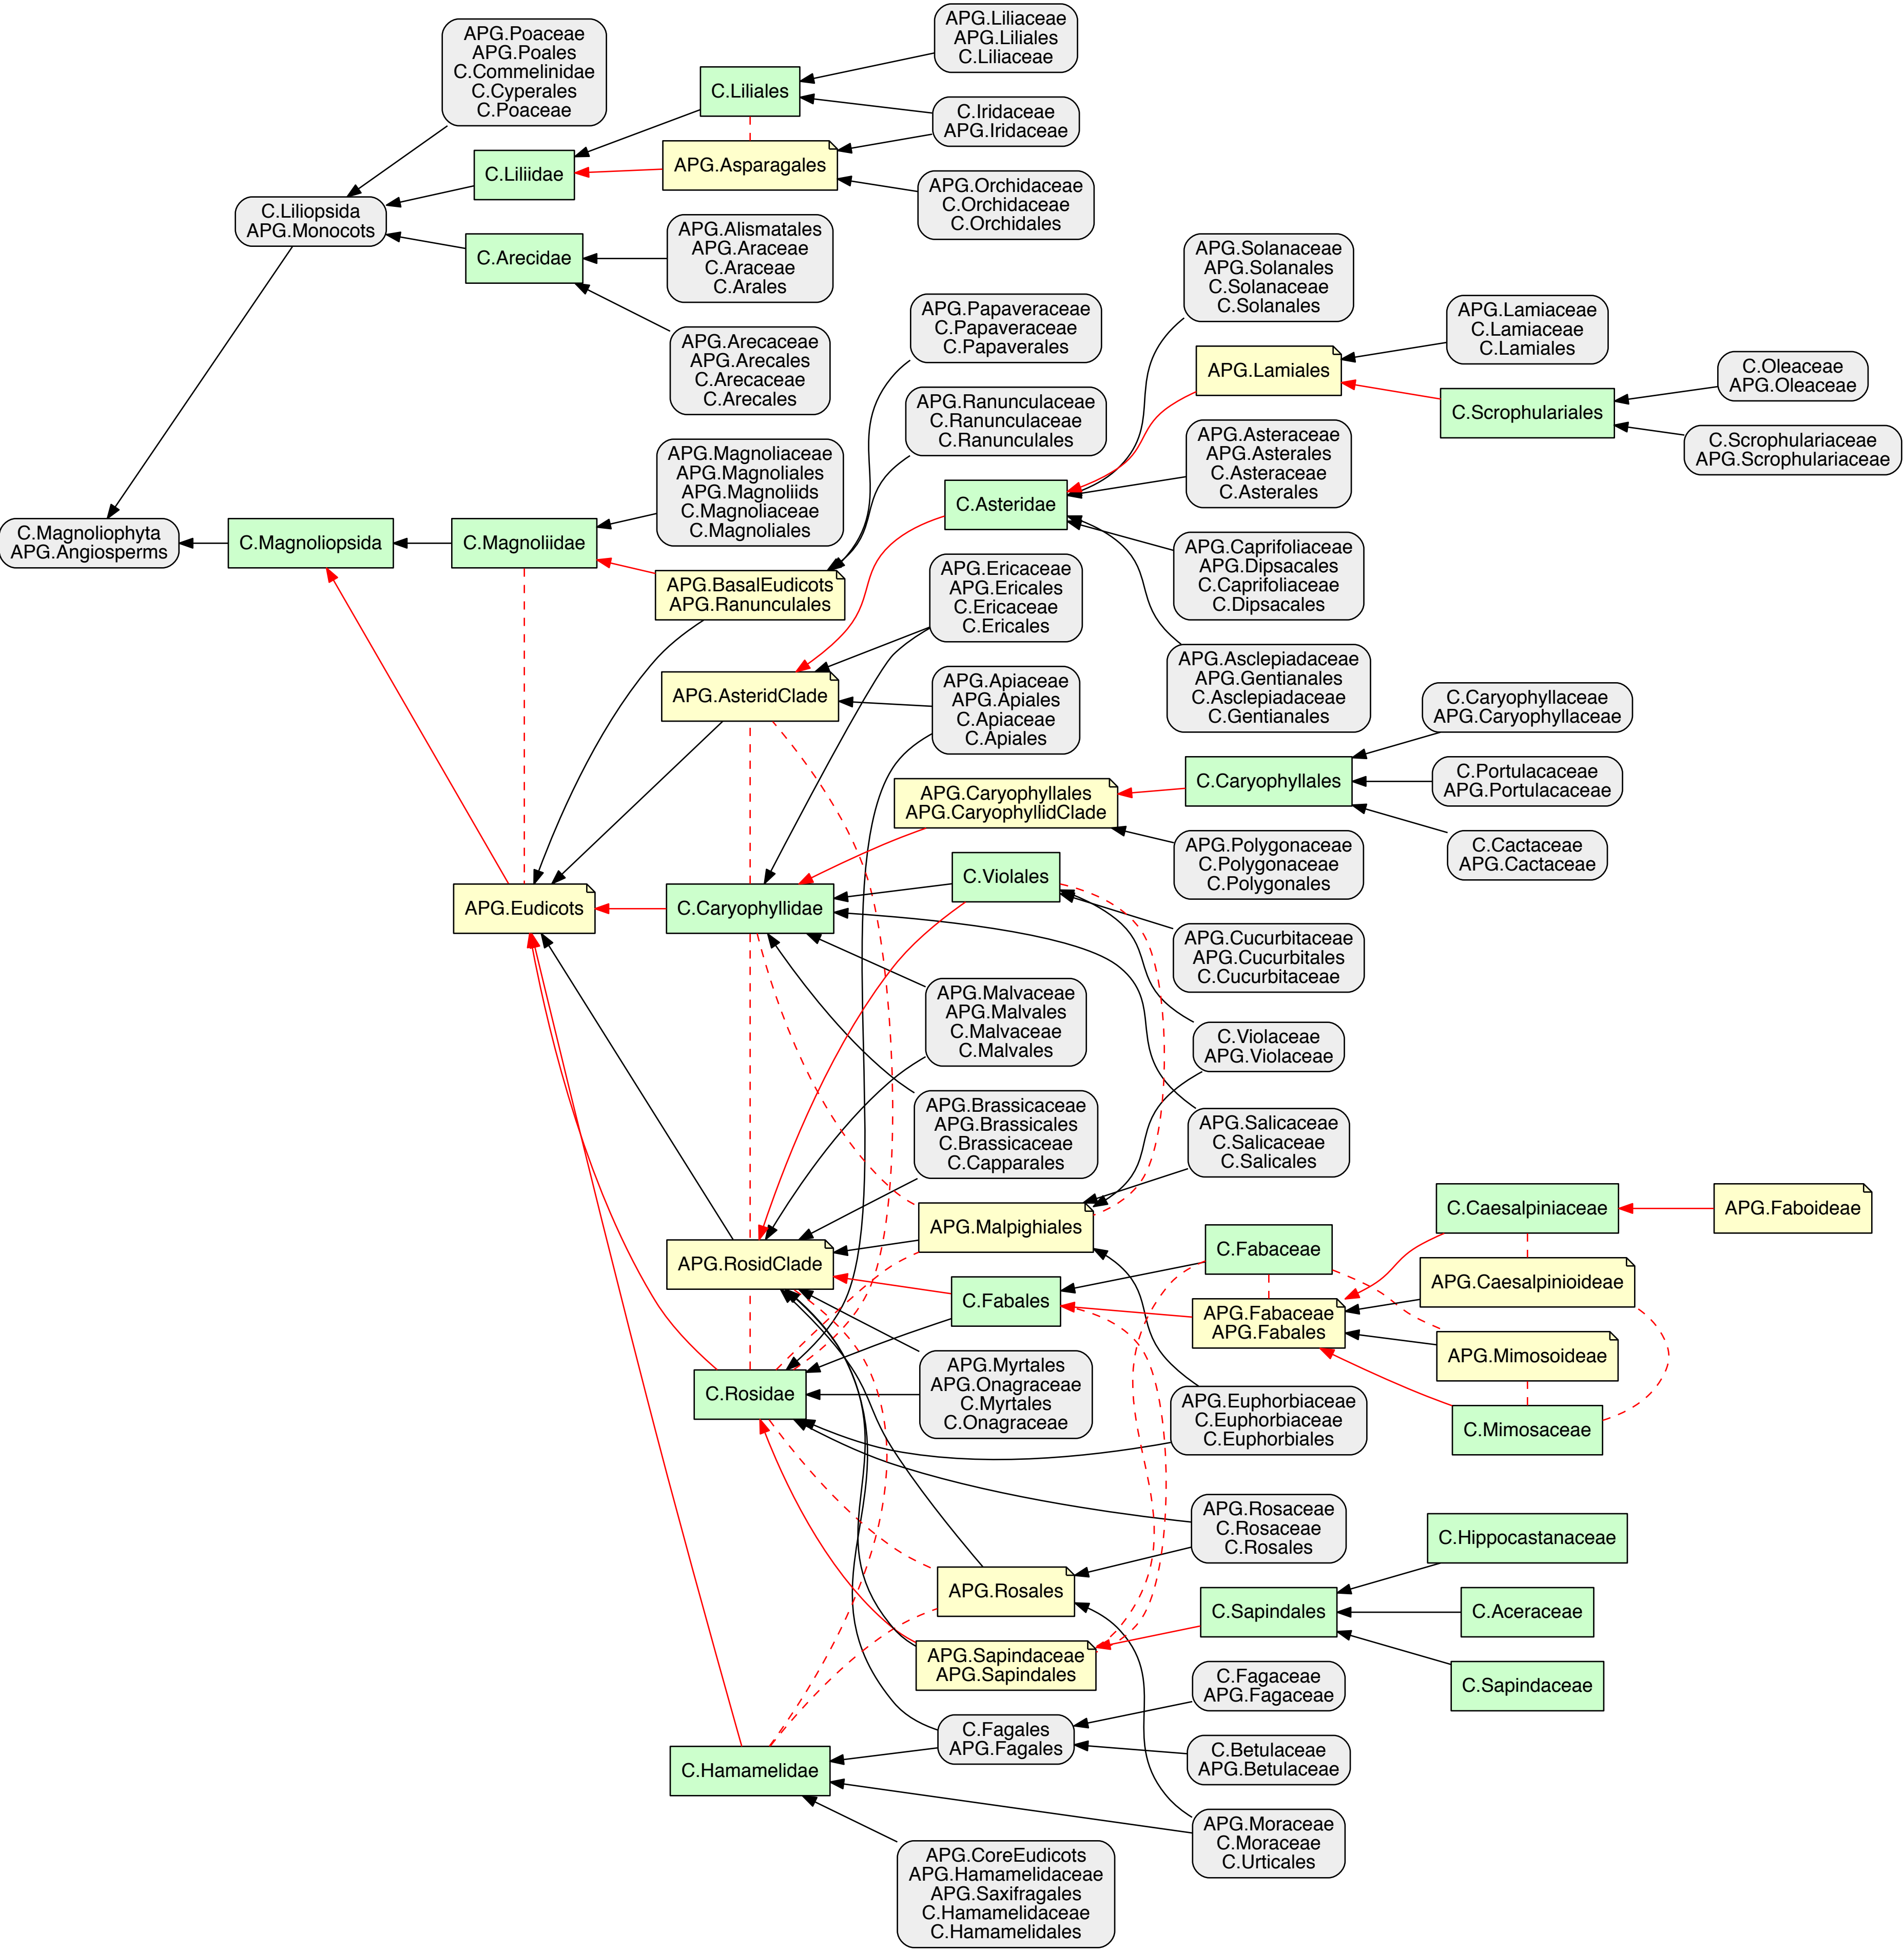 APG.Poaceae
APG.Poales
C.Commelinidae
C.Cyperales
C.Poaceae
C.Liliales
APG.Liliaceae
APG.Liliales
C.Liliaceae
C.Iridaceae
APG.Iridaceae
C.Liliidae
APG.Asparagales
APG.Orchidaceae
C.Orchidaceae
C.Orchidales
C.Liliopsida
APG.Monocots
C.Arecidae
APG.Alismatales
APG.Araceae
C.Araceae
C.Arales
APG.Arecaceae
APG.Arecales
C.Arecaceae
C.Arecales
APG.Papaveraceae
C.Papaveraceae
C.Papaverales
APG.Solanaceae
APG.Solanales
C.Solanaceae
C.Solanales
APG.Lamiaceae
C.Lamiaceae
C.Lamiales
APG.Lamiales
C.Oleaceae
APG.Oleaceae
C.Scrophulariales
C.Scrophulariaceae
APG.Scrophulariaceae
APG.Ranunculaceae
C.Ranunculaceae
C.Ranunculales
APG.Asteraceae
APG.Asterales
C.Asteraceae
C.Asterales
APG.Magnoliaceae
APG.Magnoliales
APG.Magnoliids
C.Magnoliaceae
C.Magnoliales
C.Asteridae
C.Magnoliophyta
APG.Angiosperms
C.Magnoliopsida
C.Magnoliidae
APG.BasalEudicots
APG.Ranunculales
APG.Ericaceae
APG.Ericales
C.Ericaceae
C.Ericales
APG.Caprifoliaceae
APG.Dipsacales
C.Caprifoliaceae
C.Dipsacales
APG.AsteridClade
APG.Apiaceae
APG.Apiales
C.Apiaceae
C.Apiales
APG.Asclepiadaceae
APG.Gentianales
C.Asclepiadaceae
C.Gentianales
C.Caryophyllaceae
APG.Caryophyllaceae
C.Caryophyllales
C.Portulacaceae
APG.Portulacaceae
APG.Caryophyllales
APG.CaryophyllidClade
APG.Polygonaceae
C.Polygonaceae
C.Polygonales
C.Cactaceae
APG.Cactaceae
C.Violales
APG.Eudicots
C.Caryophyllidae
APG.Cucurbitaceae
APG.Cucurbitales
C.Cucurbitaceae
APG.Malvaceae
APG.Malvales
C.Malvaceae
C.Malvales
C.Violaceae
APG.Violaceae
APG.Brassicaceae
APG.Brassicales
C.Brassicaceae
C.Capparales
APG.Salicaceae
C.Salicaceae
C.Salicales
APG.Malpighiales
C.Caesalpiniaceae
APG.Faboideae
APG.RosidClade
C.Fabaceae
APG.Caesalpinioideae
C.Fabales
APG.Fabaceae
APG.Fabales
APG.Mimosoideae
C.Rosidae
APG.Myrtales
APG.Onagraceae
C.Myrtales
C.Onagraceae
APG.Euphorbiaceae
C.Euphorbiaceae
C.Euphorbiales
C.Mimosaceae
APG.Rosaceae
C.Rosaceae
C.Rosales
C.Hippocastanaceae
APG.Rosales
C.Sapindales
C.Aceraceae
APG.Sapindaceae
APG.Sapindales
C.Sapindaceae
C.Fagaceae
APG.Fagaceae
C.Fagales
APG.Fagales
C.Hamamelidae
C.Betulaceae
APG.Betulaceae
APG.Moraceae
C.Moraceae
C.Urticales
APG.CoreEudicots
APG.Hamamelidaceae
APG.Saxifragales
C.Hamamelidaceae
C.Hamamelidales